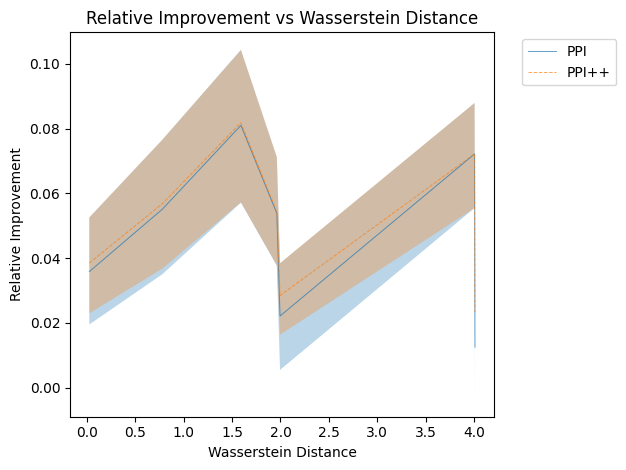 Relative Improvement vs Wasserstein Distance
PPI
PPI++
Relative Improvement
0.10
0.08
0.06
0.04
0.02
0.00
0.0 0.5 1.0 1.5 2.0 2.5 3.0 3.5 4.0
Wasserstein Distance